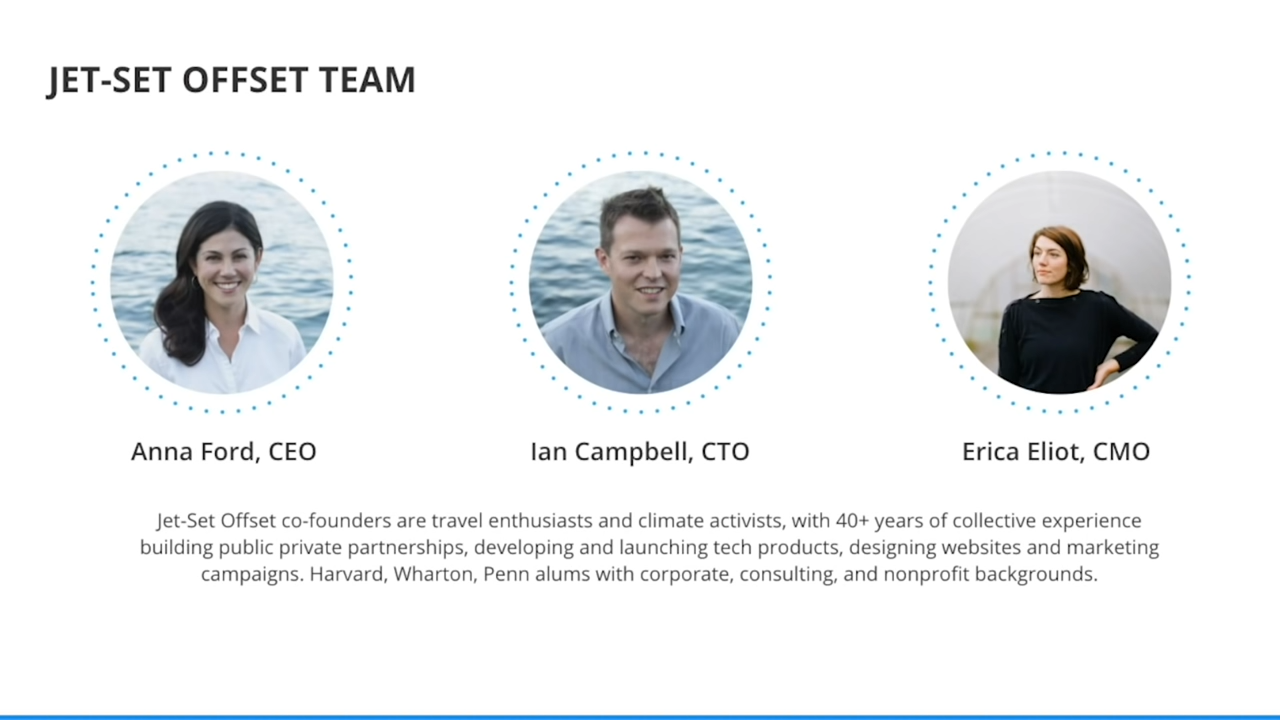 JET-SET OFFSET TEAM
Anna Ford, CEO
Ian Campbell, CTO
Erica Eliot, CMO
Jet-Set Offset co-founders are travel enthusiasts and climate activists, with 40+ years of collective experience
building public private partnerships, developing and launching tech products, designing websites and marketing
campaigns. Harvard, Wharton, Penn alums with corporate, consulting, and nonprofit backgrounds.